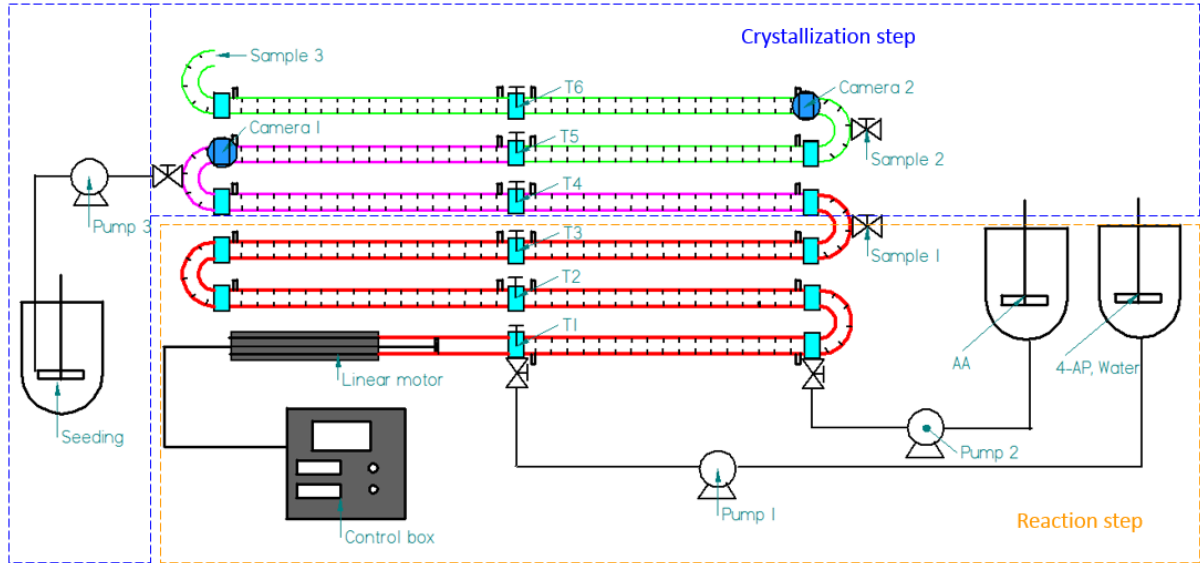 Crystallization step
Sample 3
T6
Camera 2
Camera 1
T5
Sample 2
T4
Pump 3
T3
Sample 1
T2
T1
Linear motor
AA
4-AP, Water
Seeding
Pump 2
Pump 1
Control box
Reaction step